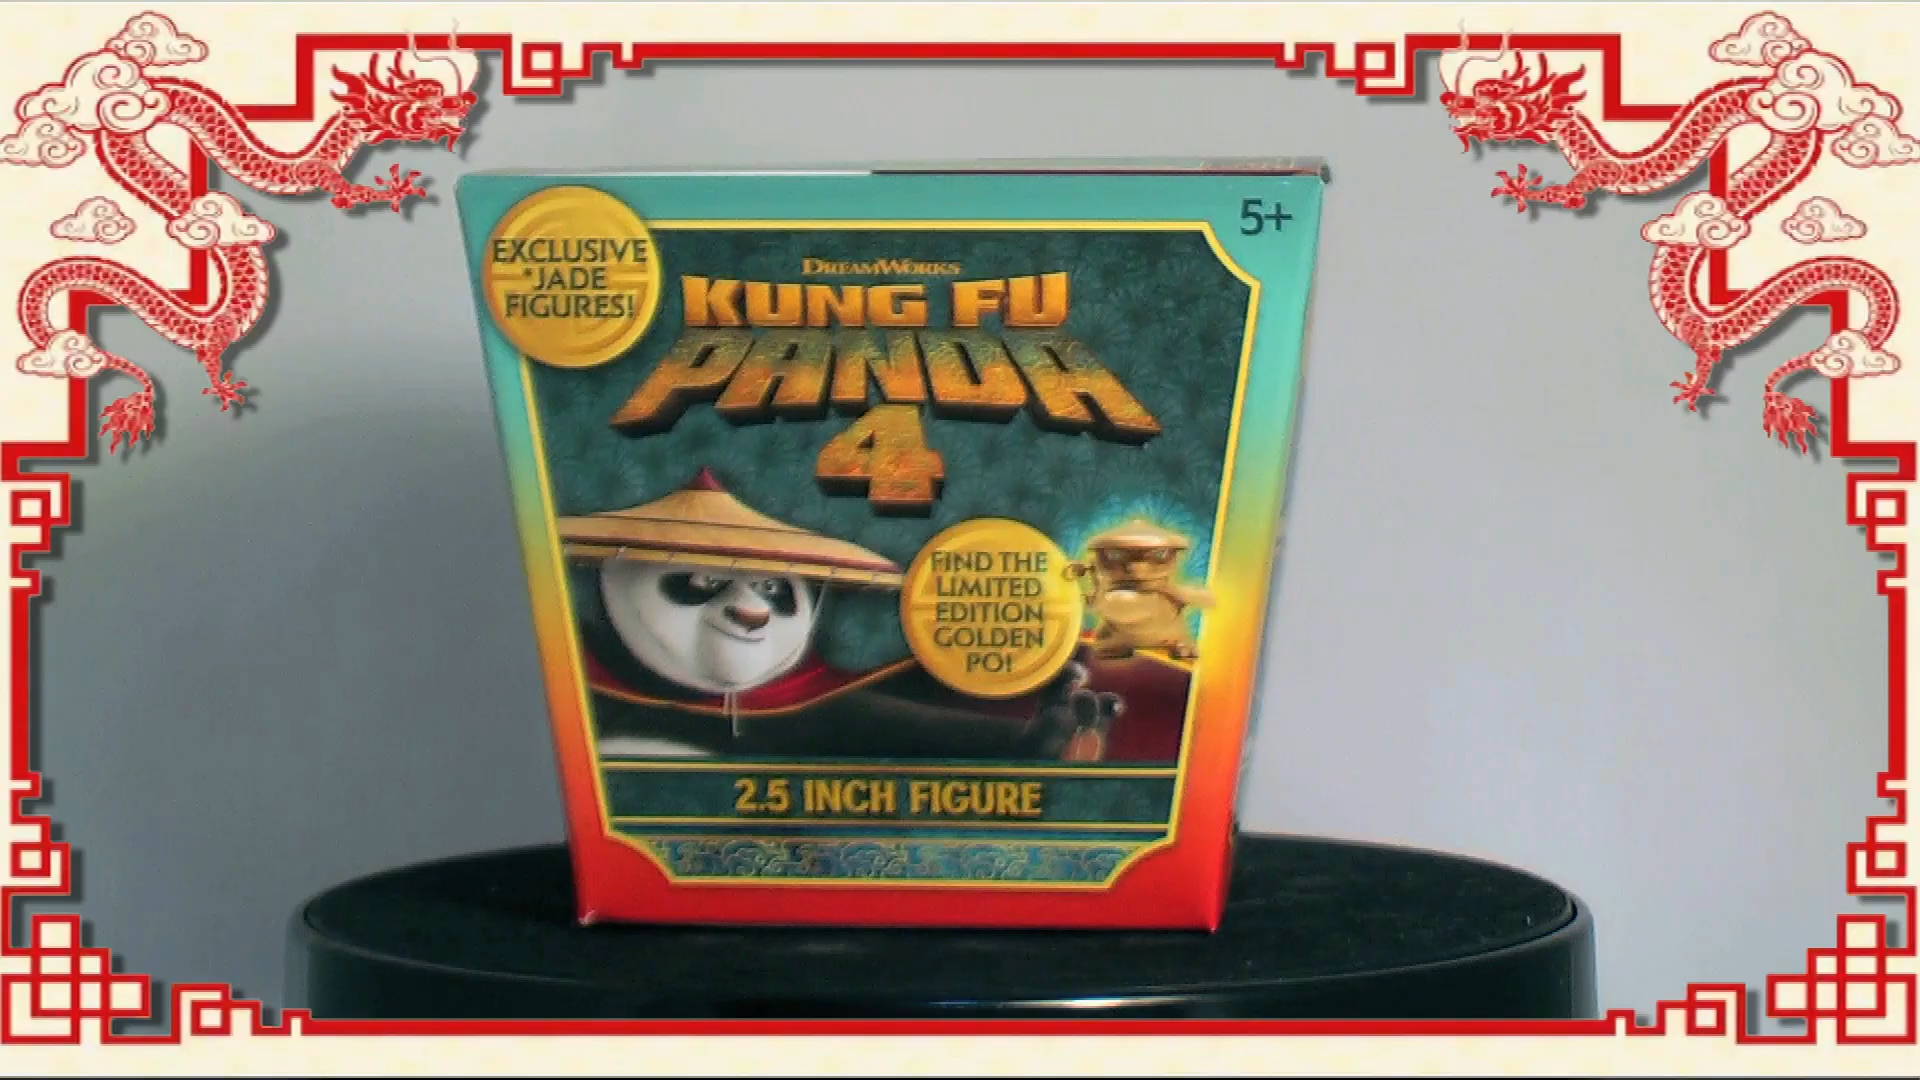 5+
EXCLUSIVE
*JADE
FIGURES!
DREAMWORKS
KUNG FU
PANDA
4
FIND THE
LIMITED
EDITION
GOLDEN
PO!
2.5 INCH FIGURE